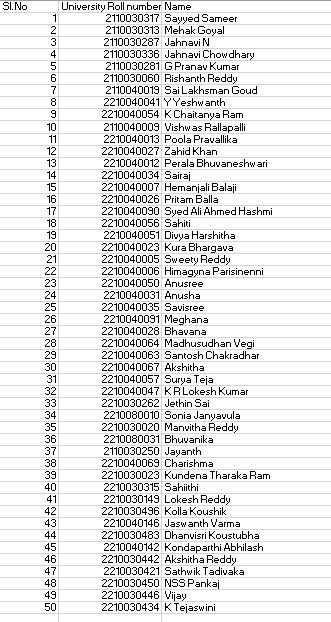 Sl.No University Roll number Name
1 2110030317 Sayyed Sameer
2 2110030313 Mehak Goyal
3 2110030287 Jahnavi N
4 2110030336 Jahnavi Chowdhary
5 2110030281 G Pranav Kumar
6 2110030060 Rishanth Reddy
7 2110040019 Sai Lakhsman Goud
8 2210040041 Y Yeshwanth
9 2210040054 K Chaitanya Ram
10 2110040009 Vishwas Rallapalli
11 2210040013 Poola Pravallika
12 2210040027 Zahid Khan
13 2210040012 Perala Bhuvaneshwari
14 2210040034 Sairaj
15 2210040007 Hemanjali Balaji
16 2210040026 Pritam Balla
17 2210040090 Syed Ali Ahmed Hashmi
18 2210040056 Sahiti
19 2210040051 Divya Harshitha
20 2210040023 Kura Bhargava
21 2210040005 Sweety Reddy
22 2210040006 Himagyna Parisinenni
23 2210040050 Anusree
24 2210040031 Anusha
25 2210040035 Savisree
26 2210040091 Meghana
27 2210040028 Bhavana
28 2210040064 Madhusudhan Vegi
29 2210040063 Santosh Chakradhar
30 2210040067 Akshitha
31 2210040057 Surya Teja
32 2210040047 K R Lokesh Kumar
33 2110030262 Jethin Sai
34 2210080010 Sonia Janyavula
35 2110030020 Manvitha Reddy
36 2210080031 Bhuvanika
37 2110030250 Jayanth
38 2210040069 Charishma
39 2210030023 Kundena Tharaka Ram
40 2210030315 Sahiithi
41 2210030149 Lokesh Reddy
42 2210030496 Kolla Koushik
43 2210040146 Jaswanth Varma
44 2210030483 Dhanvisri Koustubha
45 2210040142 Kondaparthi Abhilash
46 2210030442 Akshitha Reddy
47 2210030421 Sathwik Tadivaka
48 2210030450 NSS Pankaj
49 2210030446 Vijay
50 2210030434 K Tejaswini